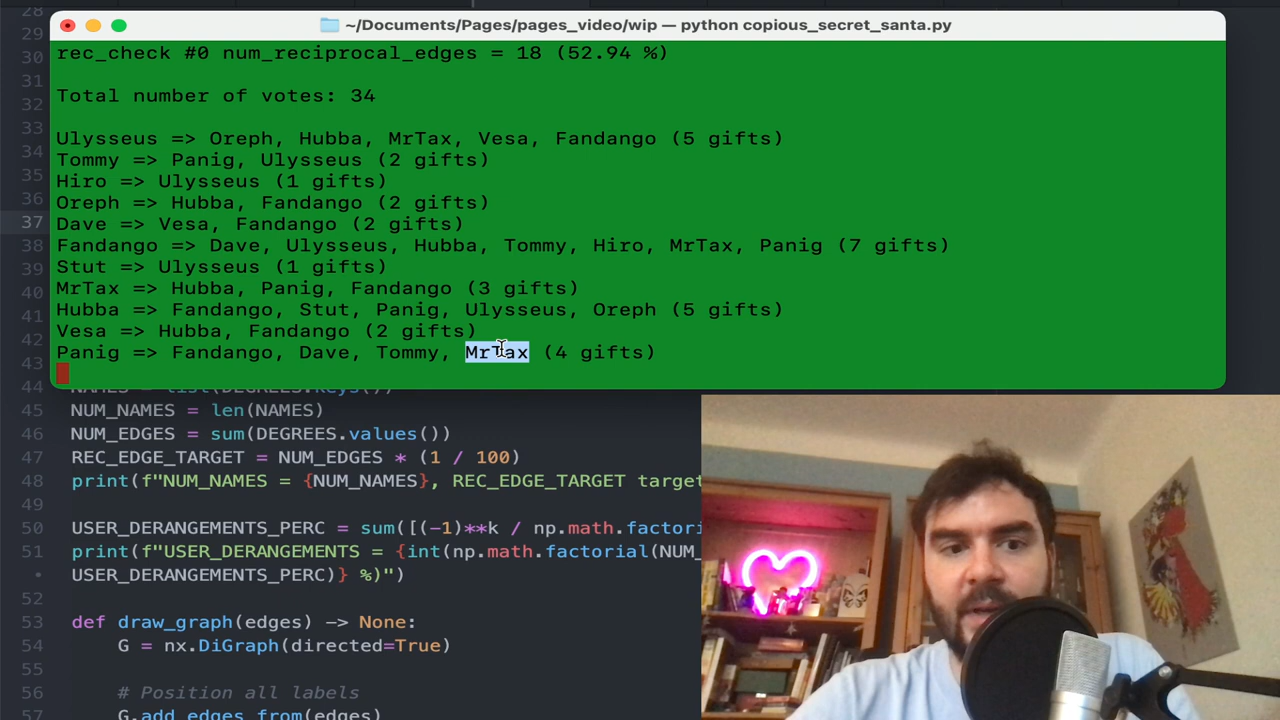 28
~/Documents/Pages/pages_video/wip — python copious_secret_santa.py
29
30
rec_check #0 num_reciprocal_edges = 18 (52.94 %)
31
32
Total number of votes: 34
33
34
Ulysseus => Oreph, Hubba, MrTax, Vesa, Fandango (5 gifts)
35
Tommy => Panig, Ulysseus (2 gifts)
Hiro => Ulysseus (1 gifts)
36
Oreph => Hubba, Fandango (2 gifts)
37
Dave => Vesa, Fandango (2 gifts)
38
Fandango => Dave, Ulysseus, Hubba, Tommy, Hiro, MrTax, Panig (7 gifts)
39
Stut => Ulysseus (1 gifts)
40
MrTax => Hubba, Panig, Fandango (3 gifts)
41
Hubba => Fandango, Stut, Panig, Ulysseus, Oreph (5 gifts)
42
Vesa => Hubba, Fandango (2 gifts)
43
Panig => Fandango, Dave, Tommy, MrTax (4 gifts)
44 NAMES = list(DEGREES.keys())
45 NUM_NAMES = len(NAMES)
46 NUM_EDGES = sum(DEGREES.values())
47 REC_EDGE_TARGET = NUM_EDGES * (1 / 100)
48 print(f"NUM_NAMES = {NUM_NAMES}, REC_EDGE_TARGET target
49
50 USER_DERANGEMENTS_PERC = sum([(-1)**k / np.math.factori
51 print(f"USER_DERANGEMENTS = {int(np.math.factorial(NUM_
• USER_DERANGEMENTS_PERC)} %)")
52
53 def draw_graph(edges) -> None:
54 G = nx.DiGraph(directed=True)
55
56 # Position all labels
57 G.add_edges_from(edges)